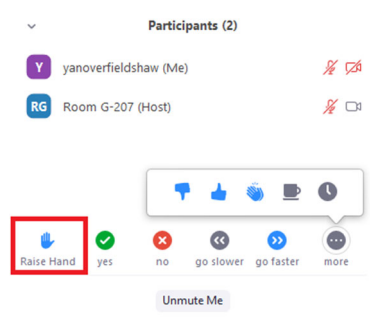 Participants (2)
Y yanoverfieldshaw (Me)
RG Room G-207 (Host)
Raise Hand yes no go slower go faster more
Unmute Me